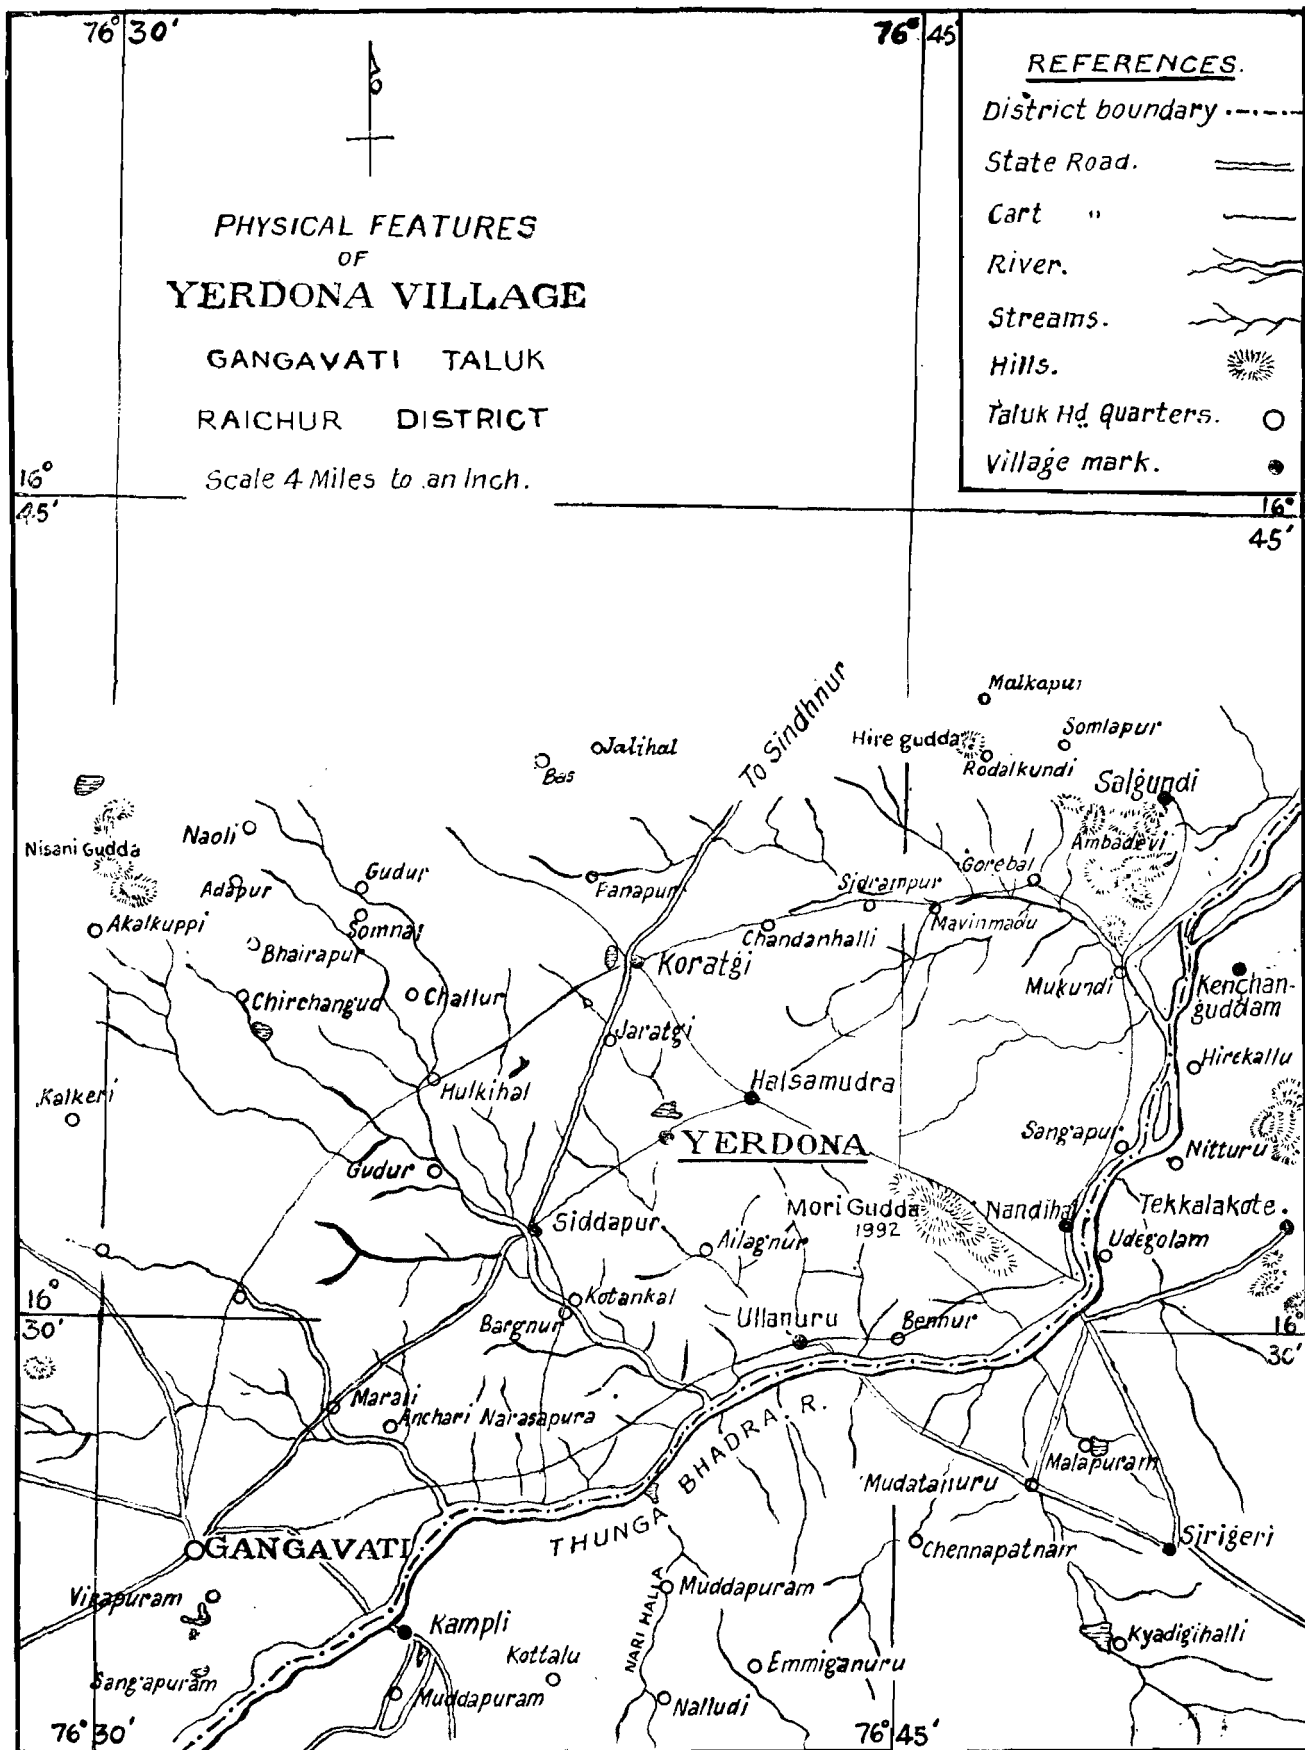 76° 30'
76° 45'
REFERENCES.
District boundary
State Road.
Cart "
River.
Streams.
Hills.
Taluk Hd. quarters.
Village mark.
PHYSICAL FEATURES
OF
YERDONA VILLAGE
GANGAVATI TALUK
RAICHUR DISTRICT
Scale 4 Miles to an Inch.
16°
45'
16°
45'
To Sindhnur
Malkapur
Hire gudda
Somlapur
Jalihal
Bas
Rodalkundi
Salgundi
Nisani Gudda
Naoli
Ambadevi
Gudur
Gorebal
Adapur
Panapur
Sidrampur
Akalkuppi
Somnal
Mavinmadu
Bhairapur
Chandanhalli
Koratgi
Mukundi
Kenchan-
guddam
Chirchangud
Challur
Jaratgi
Hirekallu
Kalkeri
Hulkihal
Halsamudra
YERDONA
Sangapur
Nitturu
Gudur
Mori Gudda
1992
Nandihal
Tekkalakote.
Siddapur
Ailagnur
Udegolam
Kotankal
16°
30'
Bargnur
Ullanuru
Bennur
16°
30'
Marali
Anchari Narasapura
THUNGA BHADRA. R.
Malapuram
Mudatanuru
GANGAVATI
Chennapatnam
Sirigeri
Virapuram
Muddapuram
NARI HALLA
Kampli
Kyadigihalli
Kottalu
Emmiganuru
Sangapuram
Muddapuram
Nalludi
76° 30'
76° 45'